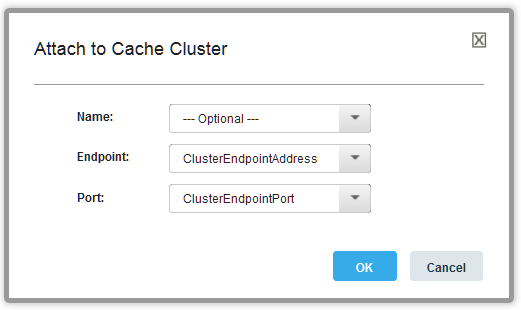 Attach to Cache Cluster
Name: --- Optional ---
Endpoint: ClusterEndpointAddress
Port: ClusterEndpointPort
OK Cancel